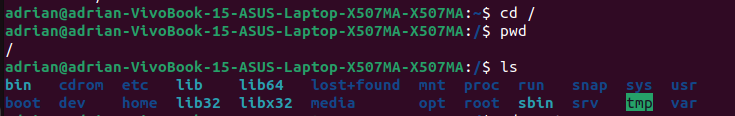 adrian@adrian-VivoBook-15-ASUS-Laptop-X507MA-X507MA:~$ cd /
adrian@adrian-VivoBook-15-ASUS-Laptop-X507MA-X507MA:/$ pwd
/
adrian@adrian-VivoBook-15-ASUS-Laptop-X507MA-X507MA:/$ ls
bin cdrom etc lib lib64 lost+found mnt proc run snap sys usr
boot dev home lib32 libx32 media opt root sbin srv tmp var